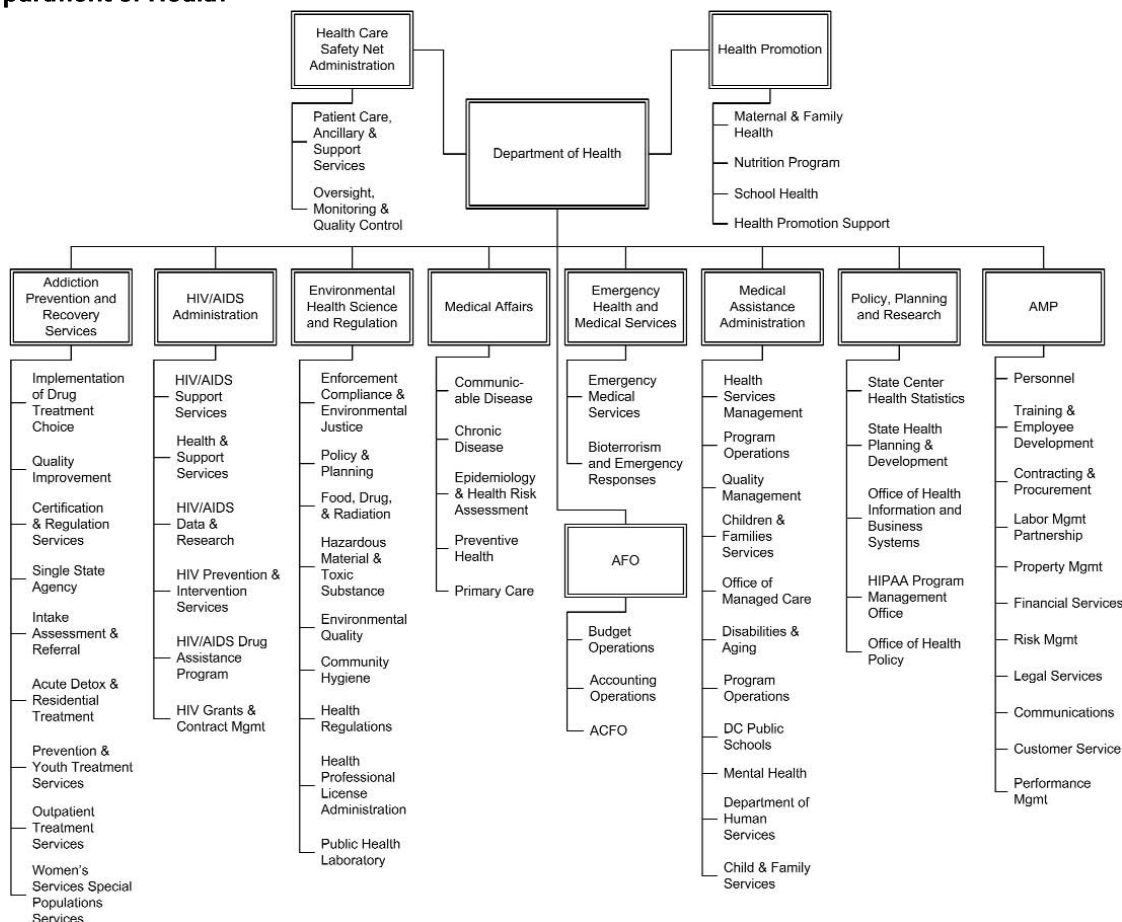 Health Care
Safety Net
Administration
Patient Care,
Ancillary &
Support
Services
Oversight,
Monitoring &
Quality Control
Department of Health
Health Promotion
Maternal & Family
Health
Nutrition Program
School Health
Health Promotion Support
Addiction
Prevention and
Recovery
Services
Implementation
of Drug
Treatment
Choice
Quality
Improvement
Certification
& Regulation
Services
Single State
Agency
Intake
Assessment &
Referral
Acute Detox &
Residential
Treatment
Prevention &
Youth Treatment
Services
Outpatient
Treatment
Services
Women's
Services Special
Populations
Services
HIV/AIDS
Administration
HIV/AIDS
Support
Services
Health &
Support
Services
HIV/AIDS
Data &
Research
HIV Prevention &
Intervention
Services
HIV/AIDS Drug
Assistance
Program
HIV Grants &
Contract Mgmt
Environmental
Health Science
and Regulation
Enforcement
Compliance &
Environmental
Justice
Policy &
Planning
Food, Drug,
& Radiation
Hazardous
Material &
Toxic
Substance
Environmental
Quality
Community
Hygiene
Health
Regulations
Health
Professional
License
Administration
Public Health
Laboratory
Medical Affairs
Communic-
able Disease
Chronic
Disease
Epidemiology
& Health Risk
Assessment
Preventive
Health
Primary Care
Emergency
Health and
Medical Services
Emergency
Medical
Services
Bioterrorism
and Emergency
Responses
AFO
Budget
Operations
Accounting
Operations
ACFO
Medical
Assistance
Administration
Health
Services
Management
Program
Operations
Quality
Management
Children &
Families
Services
Office of
Managed Care
Disabilities &
Aging
Program
Operations
DC Public
Schools
Mental Health
Department of
Human
Services
Child & Family
Services
Policy, Planning
and Research
State Center
Health Statistics
State Health
Planning &
Development
Office of Health
Information and
Business
Systems
HIPAA Program
Management
Office
Office of Health
Policy
AMP
Personnel
Training &
Employee
Development
Contracting &
Procurement
Labor Mgmt
Partnership
Property Mgmt
Financial Services
Risk Mgmt
Legal Services
Communications
Customer Service
Performance
Mgmt